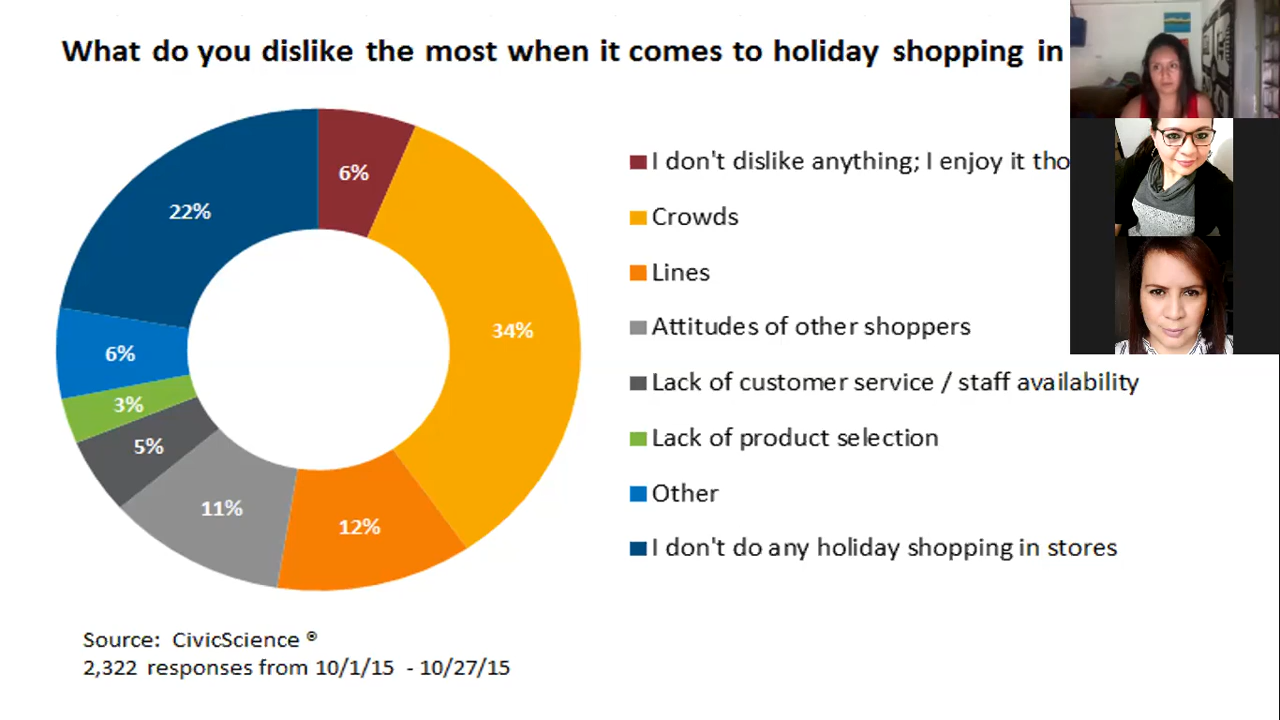 What do you dislike the most when it comes to holiday shopping in
6%
34%
12%
11%
5%
3%
6%
22%
I don't dislike anything; I enjoy it
Crowds
Lines
Attitudes of other shoppers
Lack of customer service / staff availability
Lack of product selection
Other
I don't do any holiday shopping in stores
Source: CivicScience ®
2,322 responses from 10/1/15 - 10/27/15